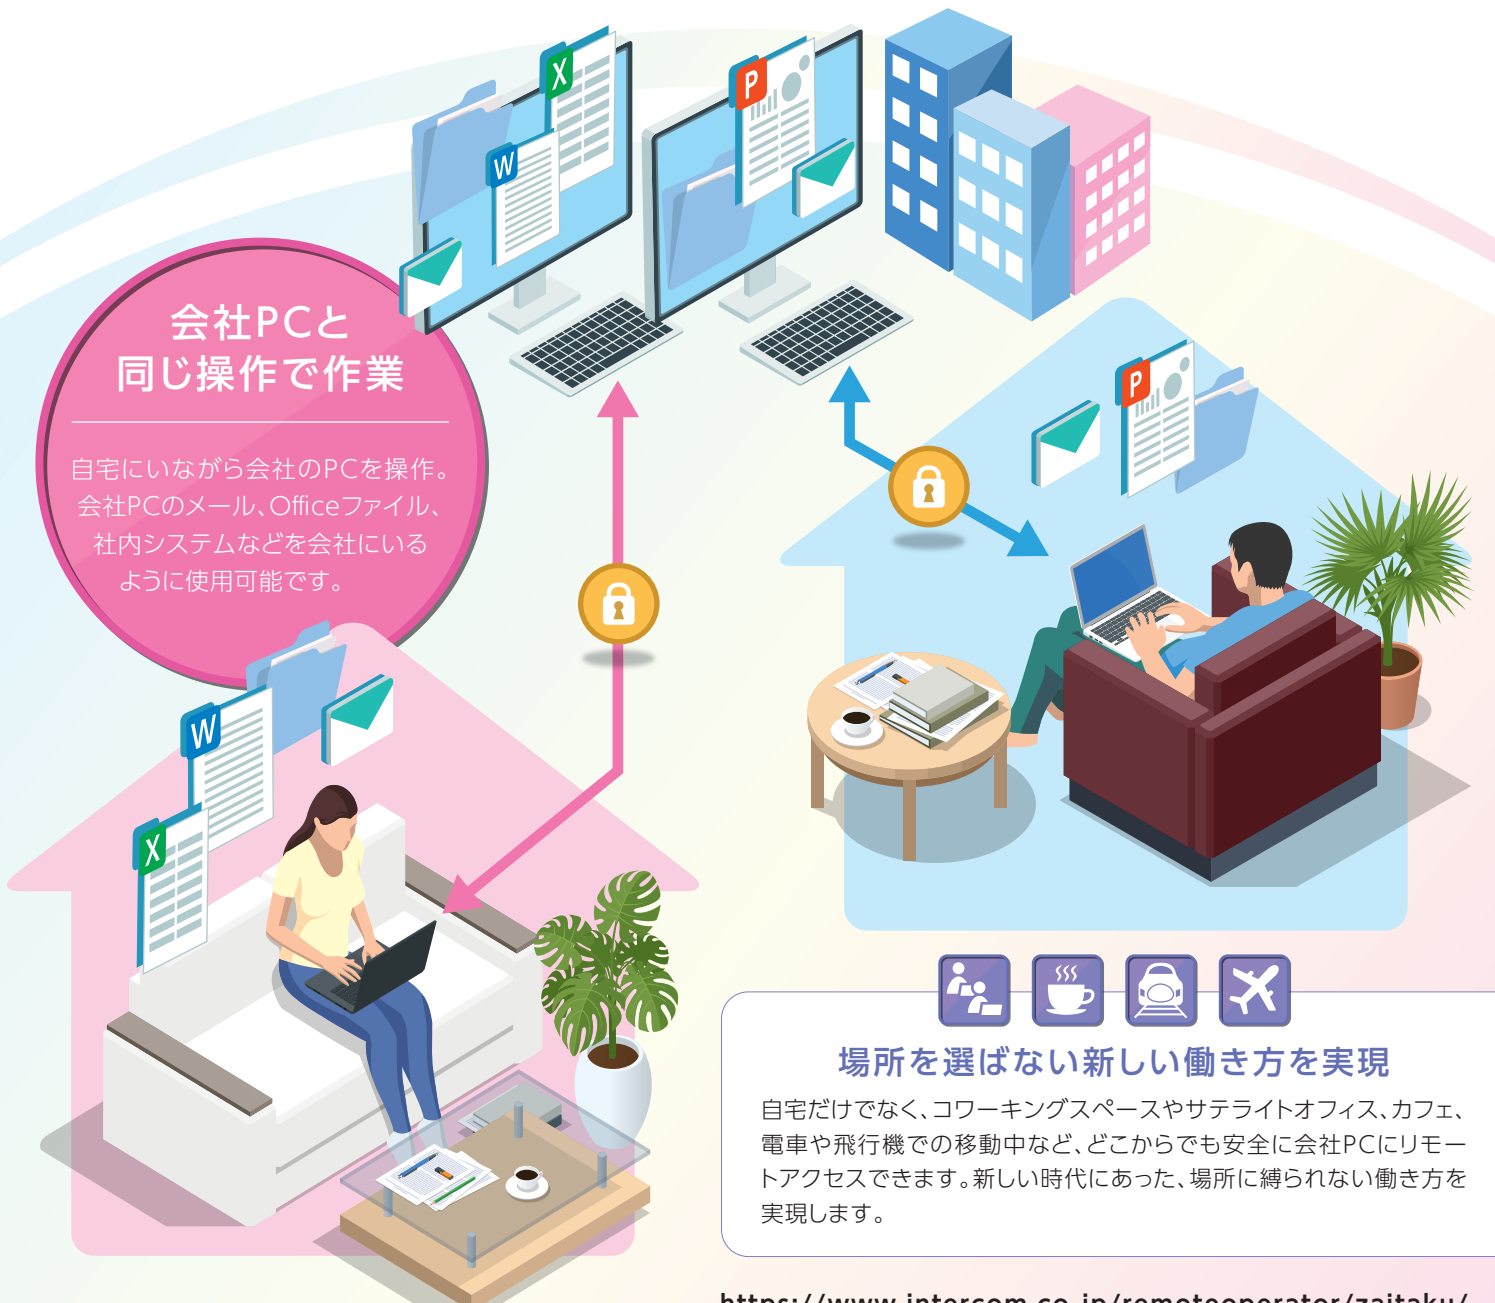 会社PCと
同じ操作で作業
自宅にいながら会社のPCを操作。
会社PCのメール、Officeファイル、
社内システムなどを会社にいる
ように使用可能です。
X
W
P
P
W
X
場所を選ばない新しい働き方を実現
自宅だけでなく、コワーキングスペースやサテライトオフィス、カフェ、
電車や飛行機での移動中など、どこからでも安全に会社PCにリモー
トアクセスできます。新しい時代にあった、場所に縛られない働き方を
実現します。
https://www.intercom.co.jp/remoteoperator/zaitaku/